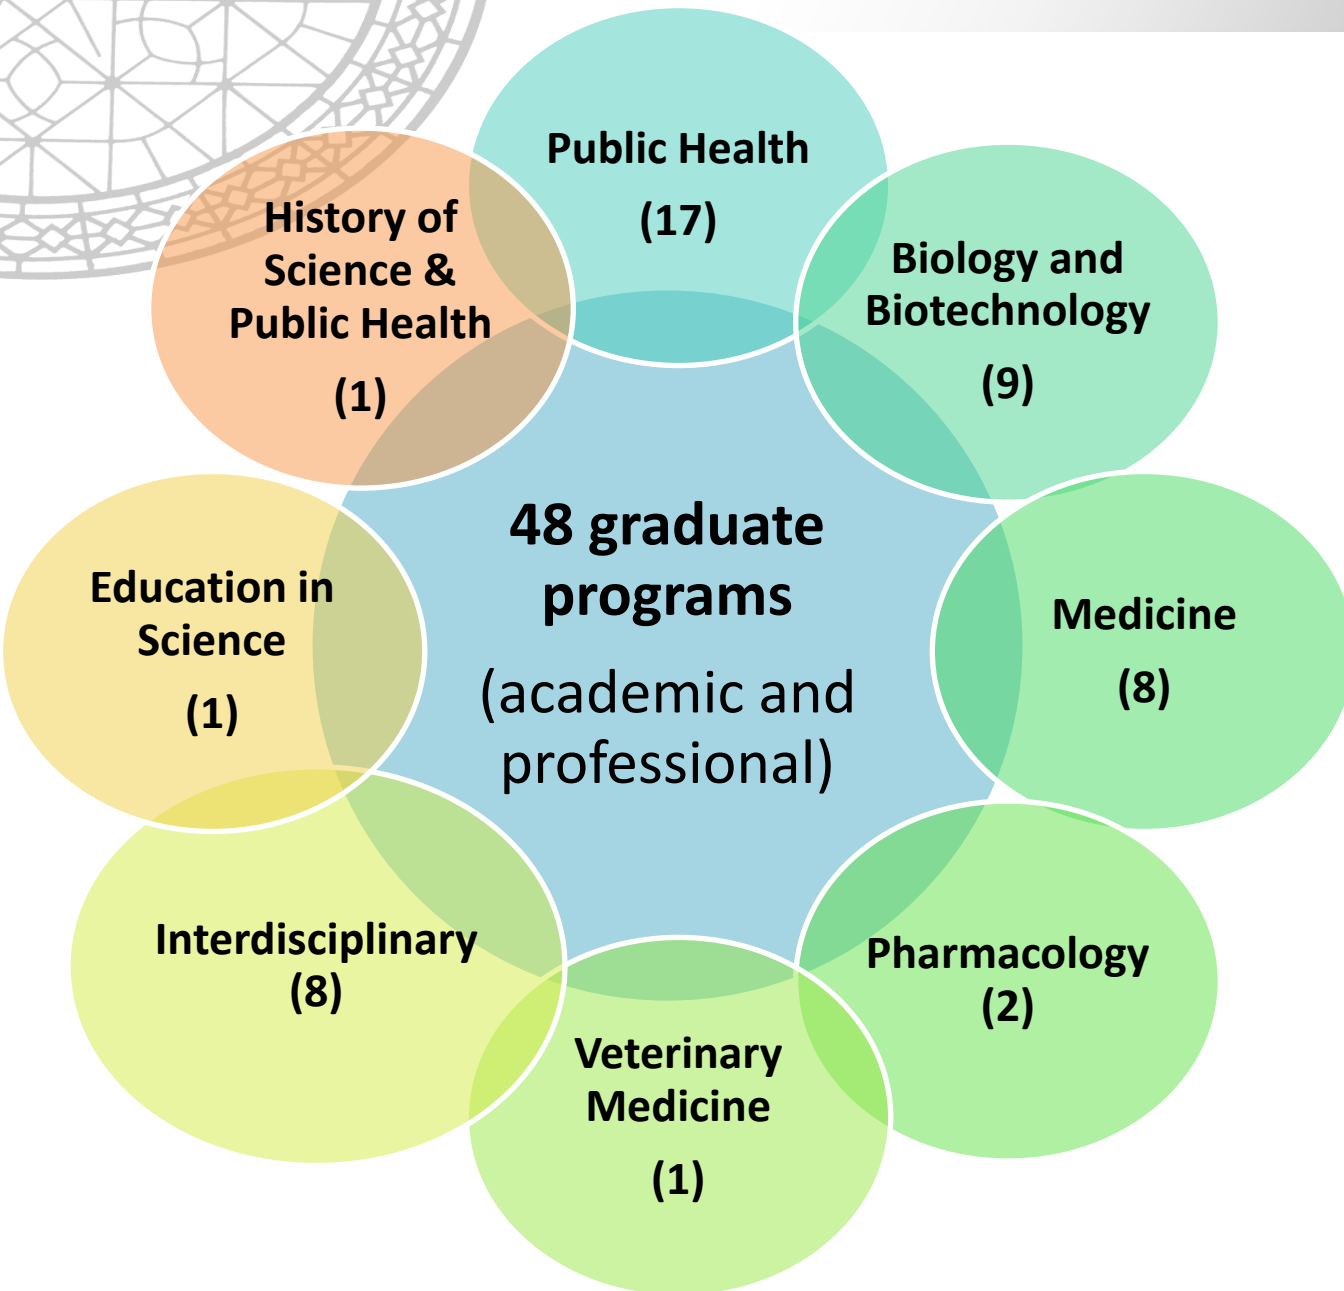 Public Health
(17)
Biology and
Biotechnology
(9)
Medicine
(8)
Pharmacology
(2)
Veterinary
Medicine
(1)
Interdisciplinary
(8)
Education in
Science
(1)
History of
Science &
Public Health
(1)
48 graduate
programs
(academic and
professional)